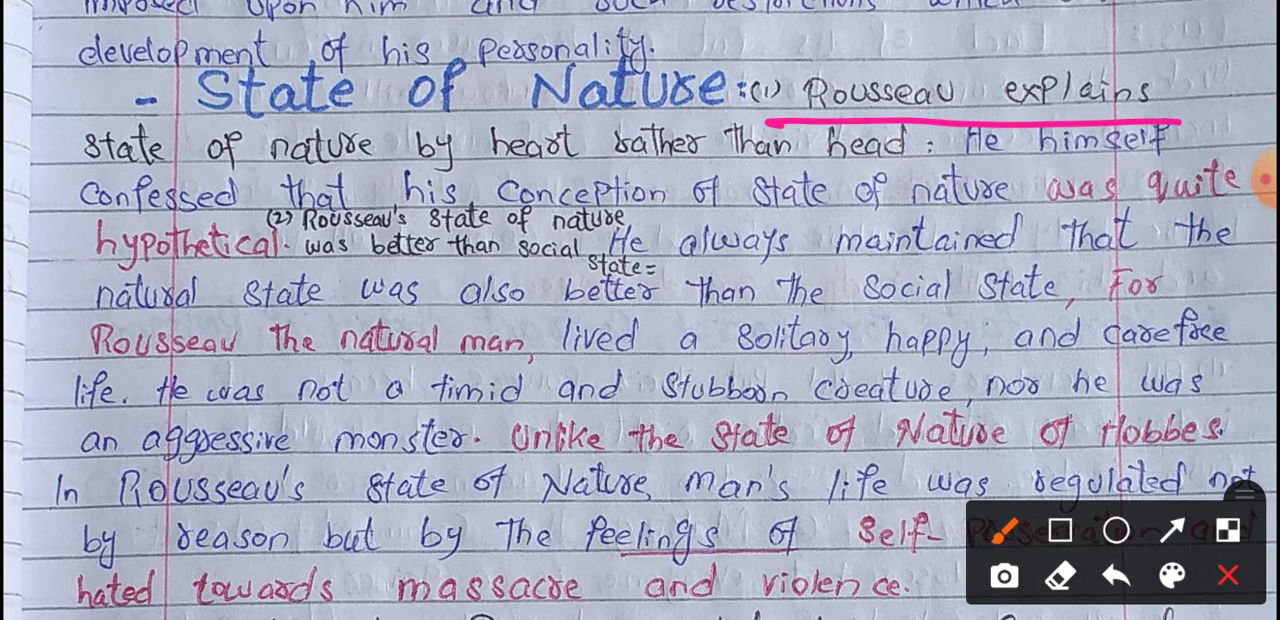 imposed upon him and such
development of his personality.
- State of Nature :(1) Rousseau explains
state of nature by heart rather than head. He himself
confessed that his conception of state of nature was quite
(2) Rousseau's state of nature
hypothetical. was better than social He always maintained that the
state=
natural state was also better than the social state, For
Rousseau the natural man, lived a solitary, happy, and carefree
life. He was not a timid and stubborn creature, nor he was
an aggressive monster. Unlike the State of Nature of Hobbes.
In Rousseau's state of Nature, man's life was regulated not
by reason but by the feelings of self-
hated towards massacre and violence.